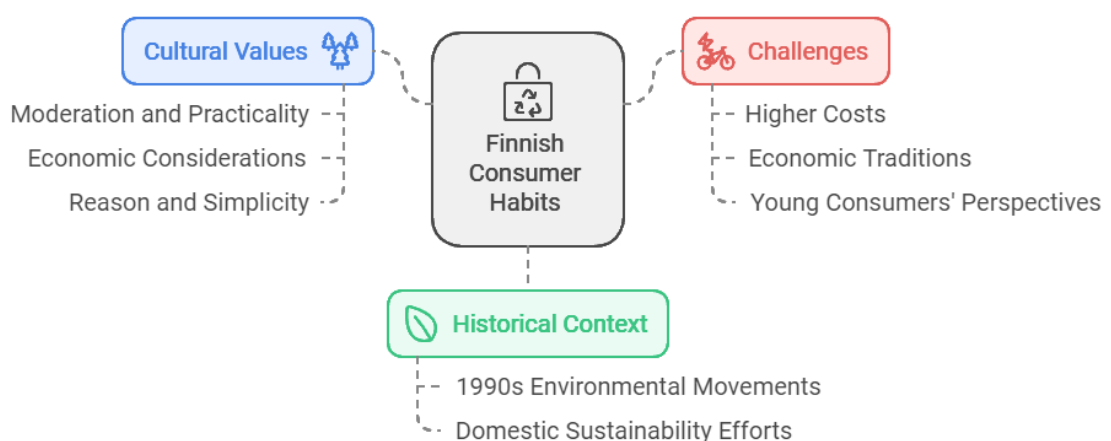 Cultural Values
Moderation and Practicality
Economic Considerations
Reason and Simplicity
Finnish
Consumer
Habits
Challenges
Higher Costs
Economic Traditions
Young Consumers' Perspectives
Historical Context
1990s Environmental Movements
Domestic Sustainability Efforts